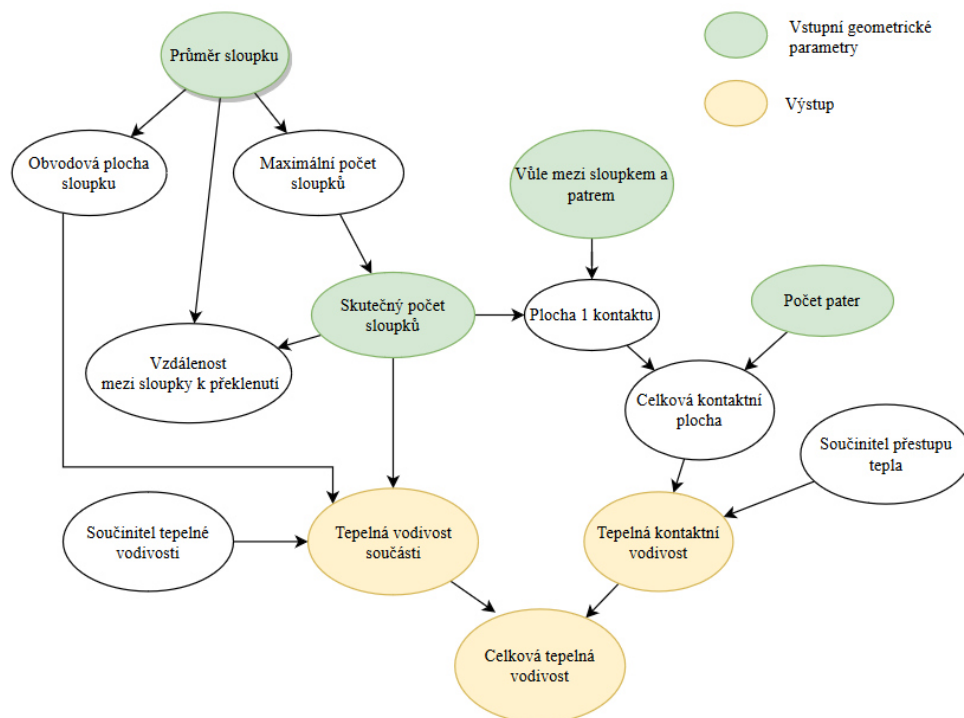 Průměr sloupku
Vstupní geometrické
parametry
Výstup
Obvodová plocha
sloupku
Maximální počet
sloupků
Vůle mezi sloupkem a
patrem
Skutečný počet
sloupků
Plocha 1 kontaktu
Počet pater
Vzdálenost
mezi sloupky k překlenutí
Celková kontaktní
plocha
Součinitel přestupu
tepla
Součinitel tepelné
vodivosti
Tepelná vodivost
součásti
Tepelná kontaktní
vodivost
Celková tepelná
vodivost